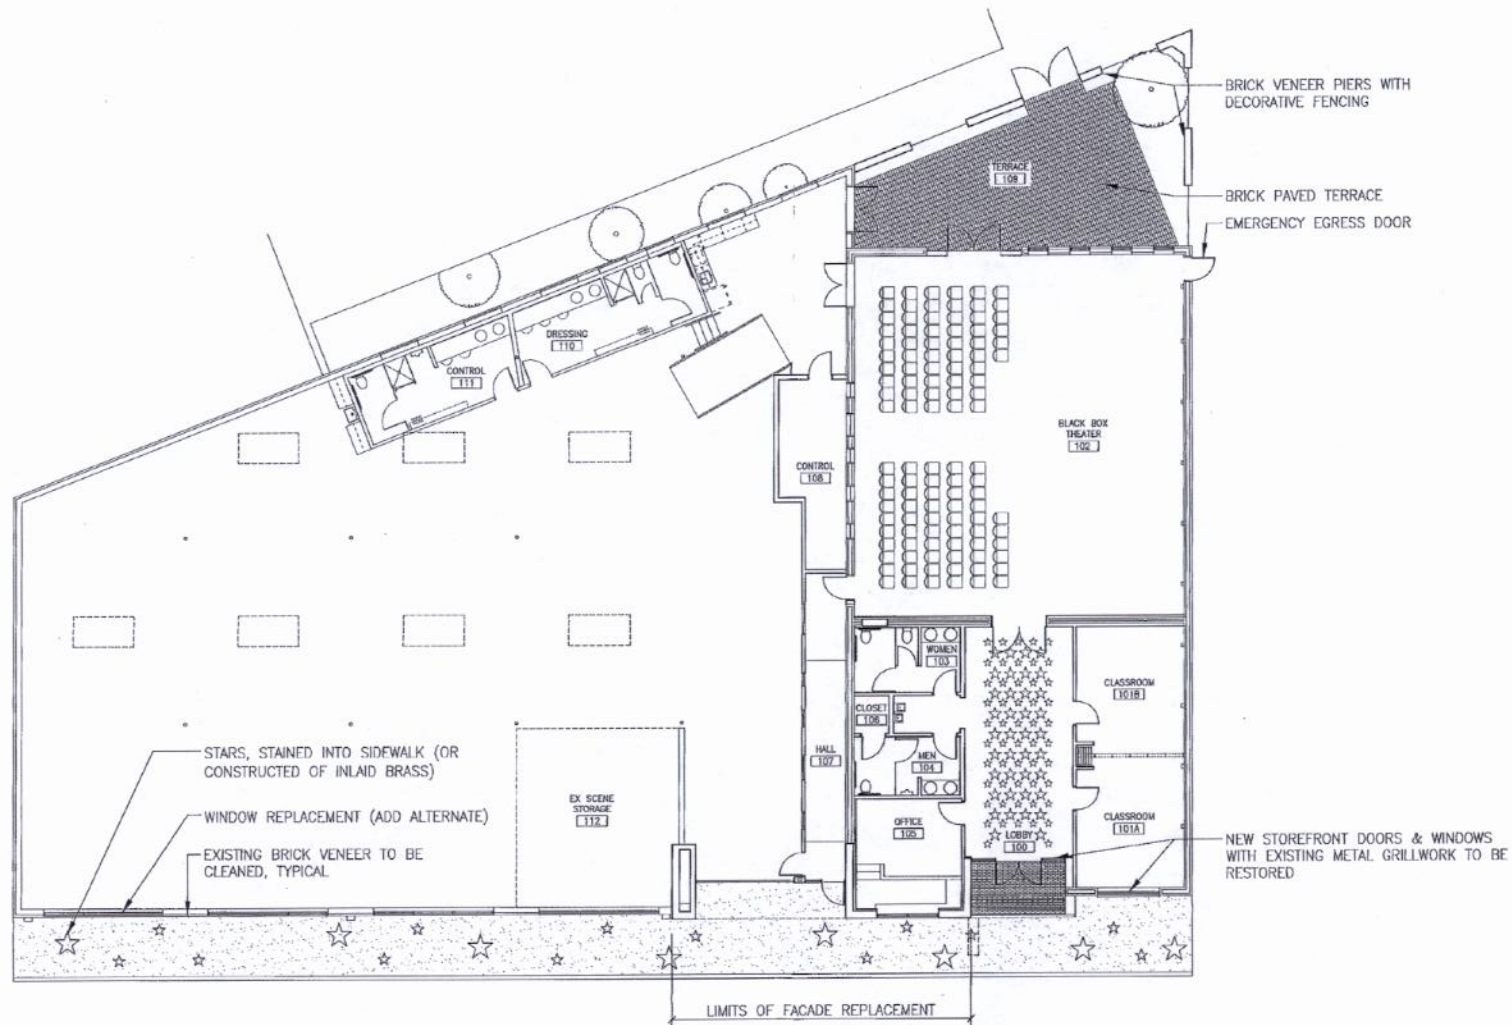 BRICK VENEER PIERS WITH
DECORATIVE FENCING
TERRACE
109
BRICK PAVED TERRACE
EMERGENCY EGRESS DOOR
DRESSING
110
CONTROL
111
BLACK BOX
THEATER
102
CONTROL
108
WOMEN
103
CLASSROOM
101B
CLOSET
106
STARS, STAINED INTO SIDEWALK (OR
CONSTRUCTED OF INLAID BRASS)
HALL
107
MEN
104
WINDOW REPLACEMENT (ADD ALTERNATE)
EX SCENE
STORAGE
112
OFFICE
105
CLASSROOM
101A
LOBBY
100
EXISTING BRICK VENEER TO BE
CLEANED, TYPICAL
NEW STOREFRONT DOORS & WINDOWS
WITH EXISTING METAL GRILLWORK TO BE
RESTORED
LIMITS OF FACADE REPLACEMENT